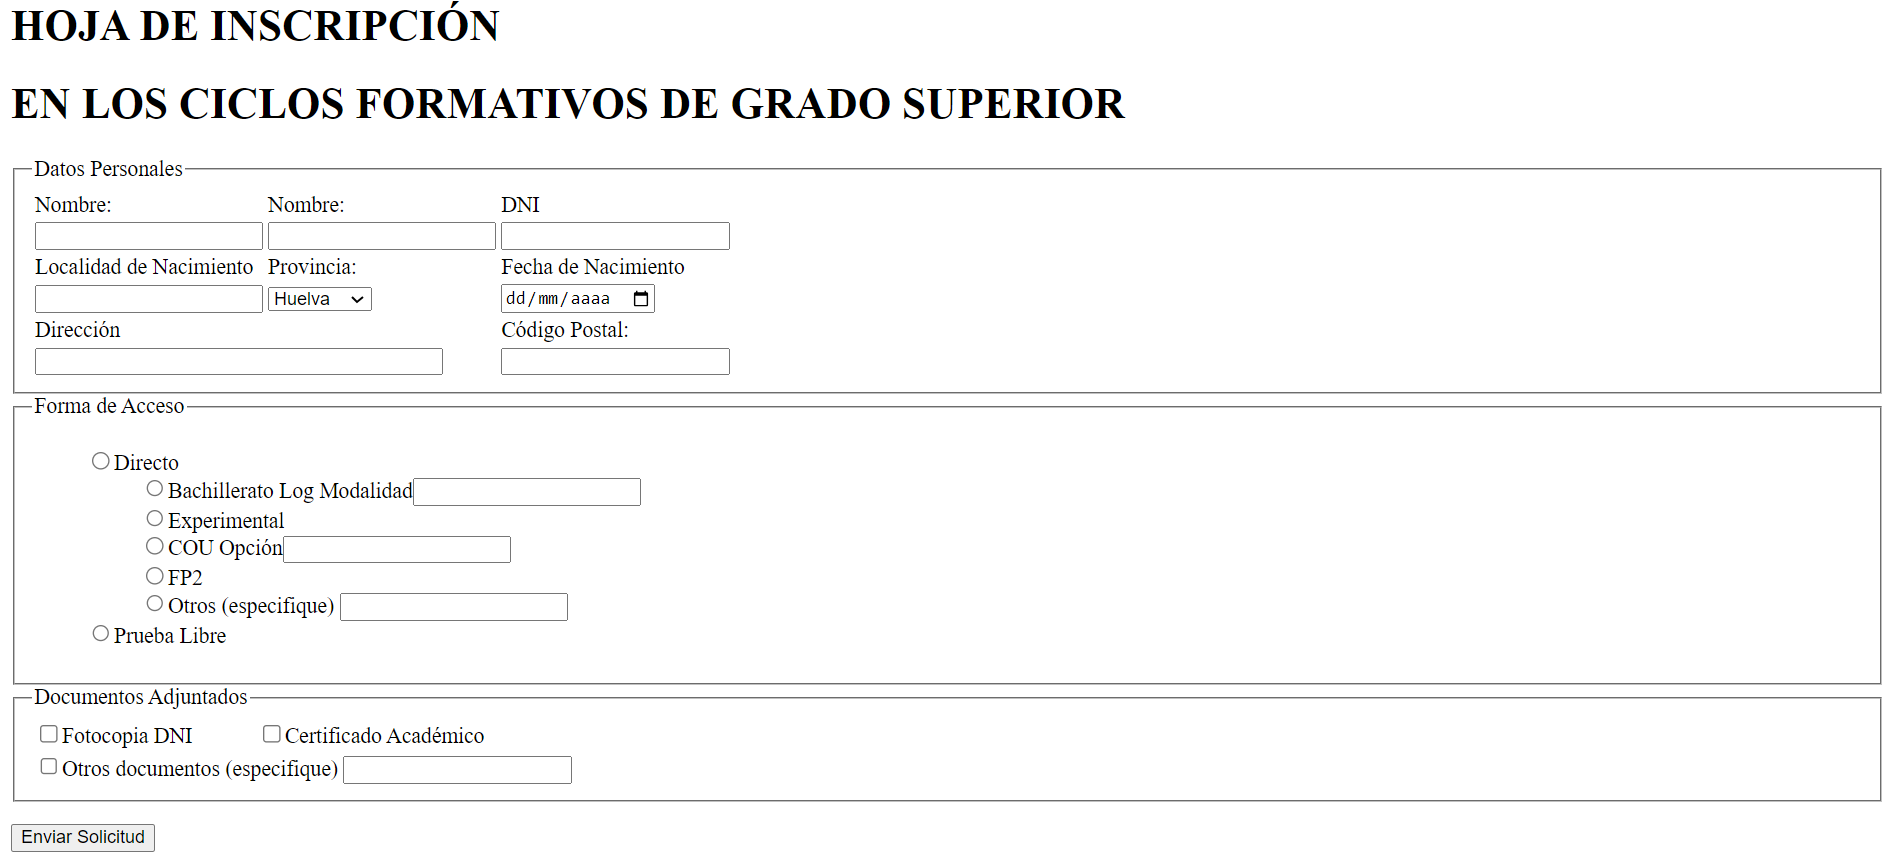 HOJA DE INSCRIPCIÓN
EN LOS CICLOS FORMATIVOS DE GRADO SUPERIOR
Datos Personales
Nombre: Nombre: DNI
Localidad de Nacimiento Provincia: Fecha de Nacimiento
Huelva dd/mm/aaaa
Dirección Código Postal:
Forma de Acceso
Directo
Bachillerato Log Modalidad
Experimental
COU Opción
FP2
Otros (especifique)
Prueba Libre
Documentos Adjuntados
Fotocopia DNI Certificado Académico
Otros documentos (especifique)
Enviar Solicitud